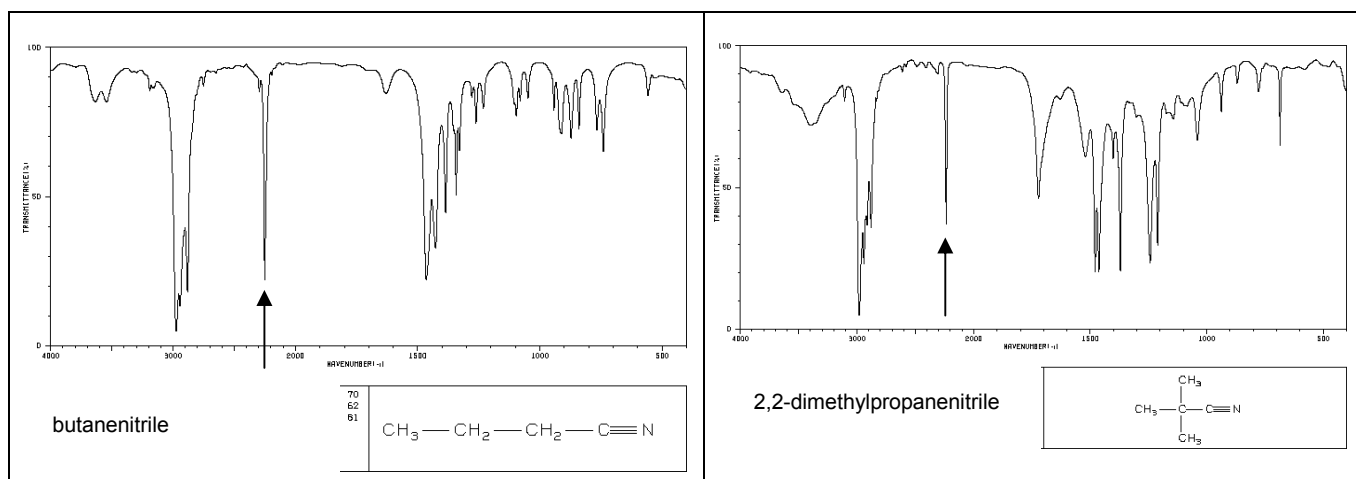 100
50
0
TRANSMITTANCE(%)
4000
3000
2000
1500
1000
500
WAVENUMBER(-1)
butanenitrile
70
62
61
CH3—CH2—CH2—C≡N
100
50
0
TRANSMITTANCE(%)
4000
3000
2000
1500
1000
500
WAVENUMBER(-1)
2,2-dimethylpropanenitrile
CH3
CH3—C—C≡N
CH3